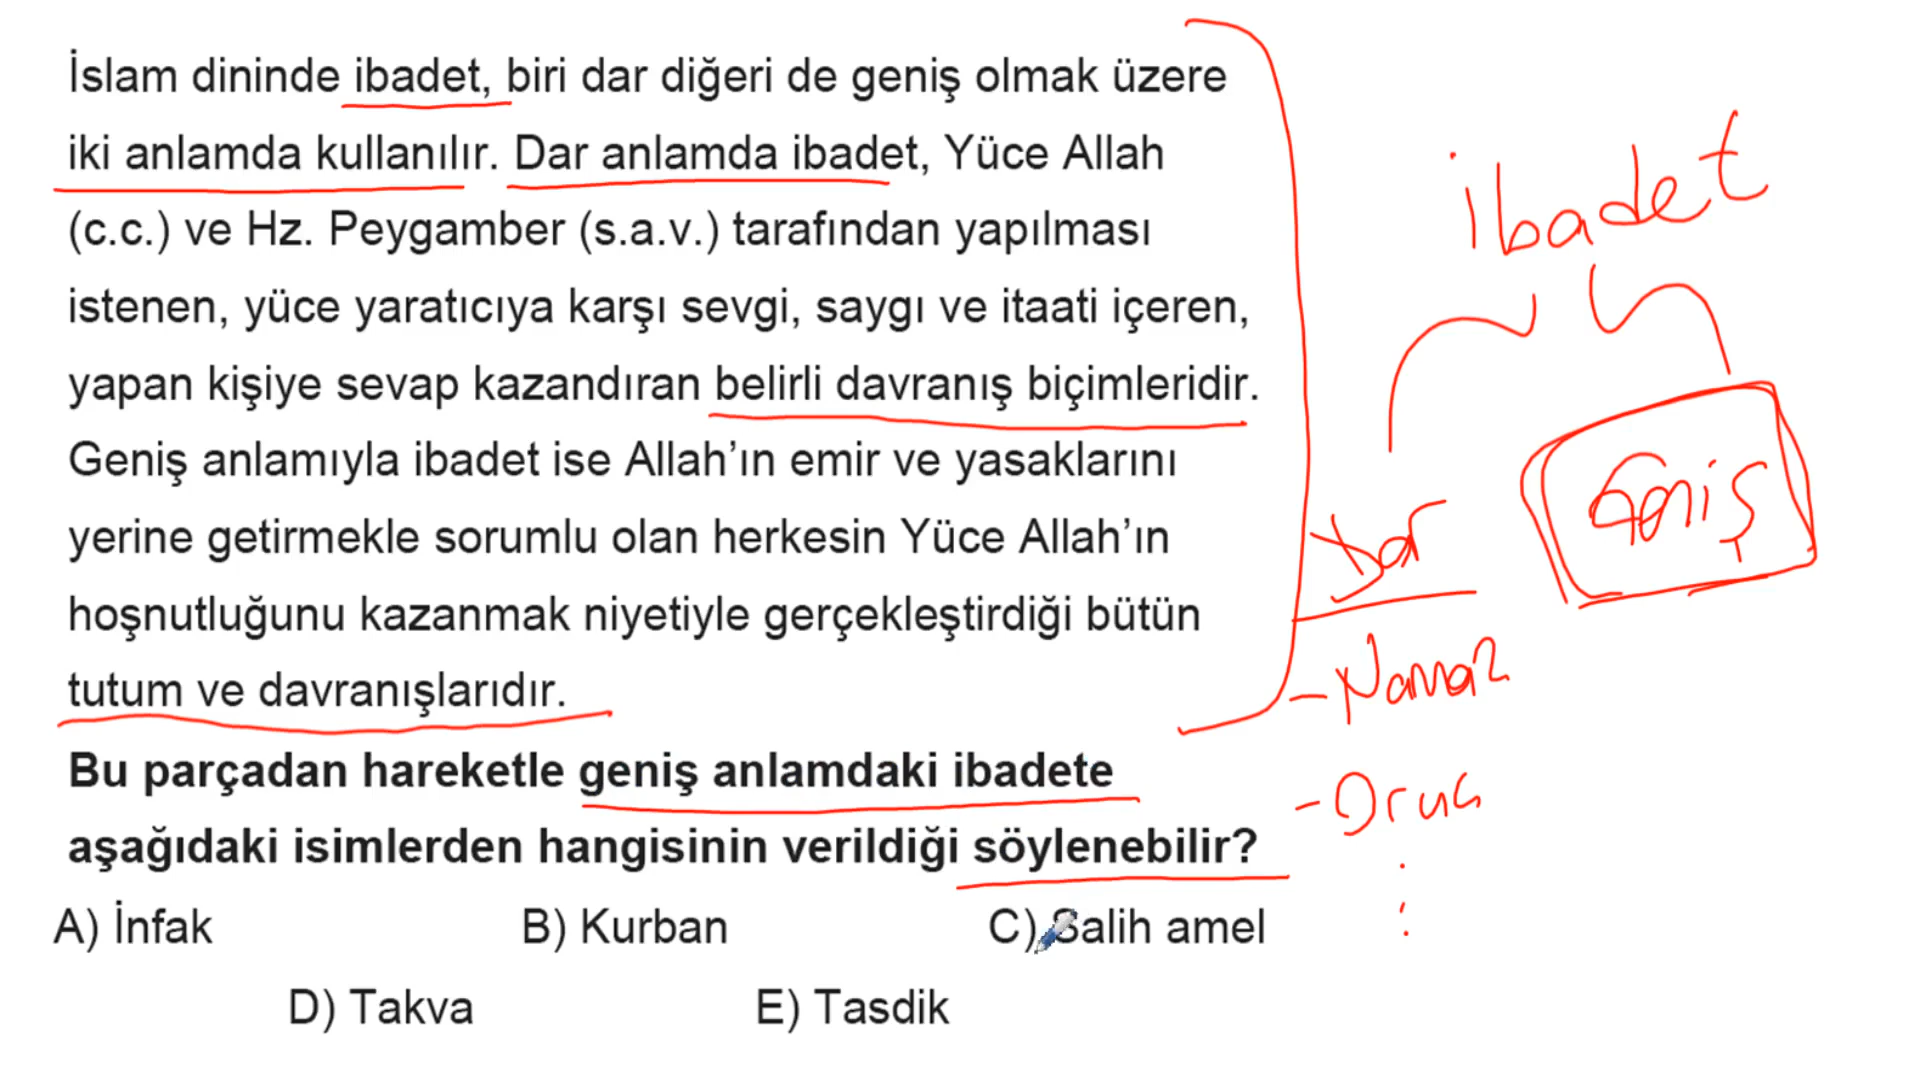 İslam dininde ibadet, biri dar diğeri de geniş olmak üzere
iki anlamda kullanılır. Dar anlamda ibadet, Yüce Allah
(c.c.) ve Hz. Peygamber (s.a.v.) tarafından yapılması
istenen, yüce yaratıcıya karşı sevgi, saygı ve itaati içeren,
yapan kişiye sevap kazandıran belirli davranış biçimleridir.
Geniş anlamıyla ibadet ise Allah’ın emir ve yasaklarını
yerine getirmekle sorumlu olan herkesin Yüce Allah’ın
hoşnutluğunu kazanmak niyetiyle gerçekleştirdiği bütün
tutum ve davranışlarıdır.
Bu parçadan hareketle geniş anlamdaki ibadete
aşağıdaki isimlerden hangisinin verildiği söylenebilir?
A) İnfak
B) Kurban
C) Salih amel
D) Takva
E) Tasdik
ibadet
Dar
Geniş
- Namaz
- Oruç